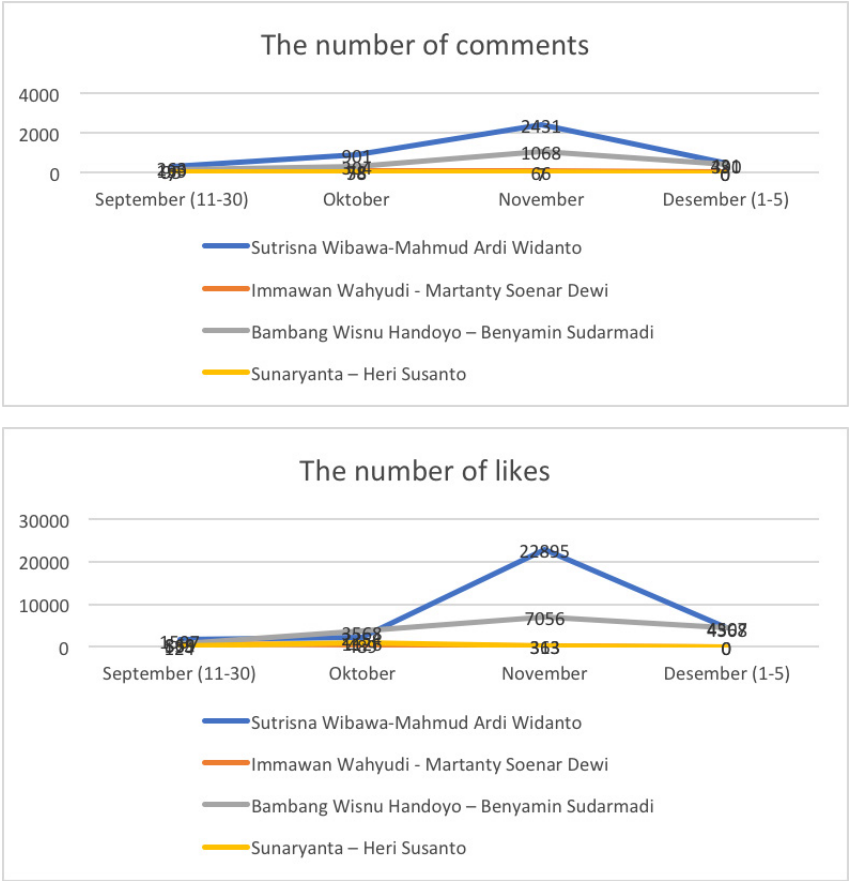 The number of comments
4000
2000
0
901
2431
1068
66
7
0
September (11-30)
Oktober
November
Desember (1-5)
Sutrisna Wibawa-Mahmud Ardi Widanto
Immawan Wahyudi - Martanty Soenar Dewi
Bambang Wisnu Handoyo – Benyamin Sudarmadi
Sunaryanta – Heri Susanto
The number of likes
30000
20000
10000
0
22895
3568
7056
0
September (11-30)
Oktober
November
Desember (1-5)
Sutrisna Wibawa-Mahmud Ardi Widanto
Immawan Wahyudi - Martanty Soenar Dewi
Bambang Wisnu Handoyo – Benyamin Sudarmadi
Sunaryanta – Heri Susanto